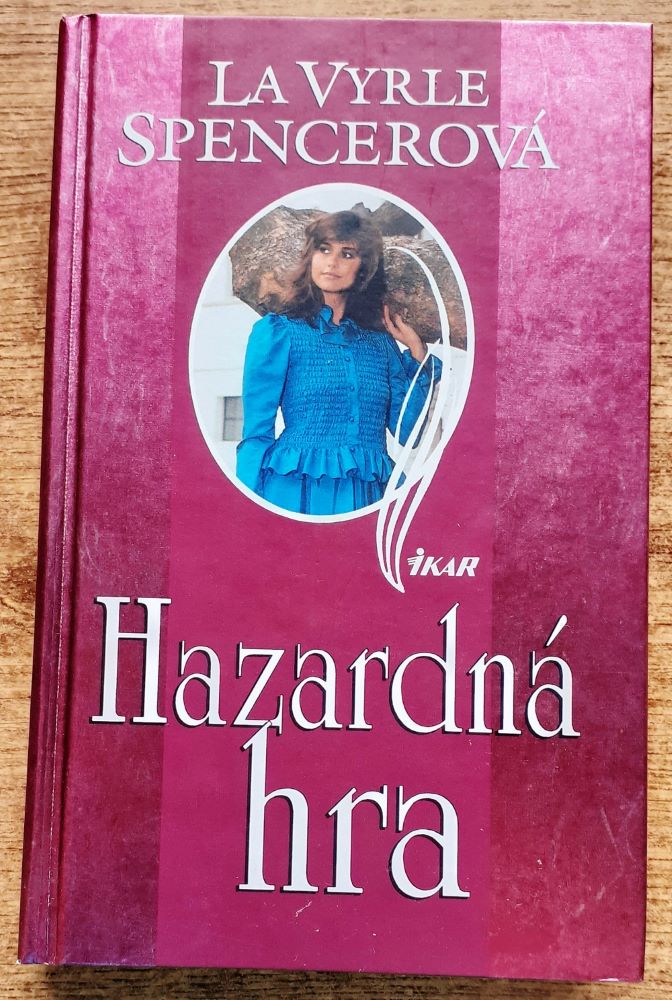 LA VYRLE
SPENCEROVÁ
IKAR
Hazardná
hra